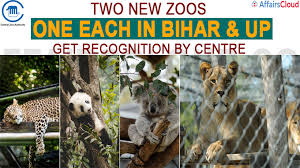 AffairsCloud
TWO NEW ZOOS
ONE EACH IN BIHAR & UP
GET RECOGNITION BY CENTRE